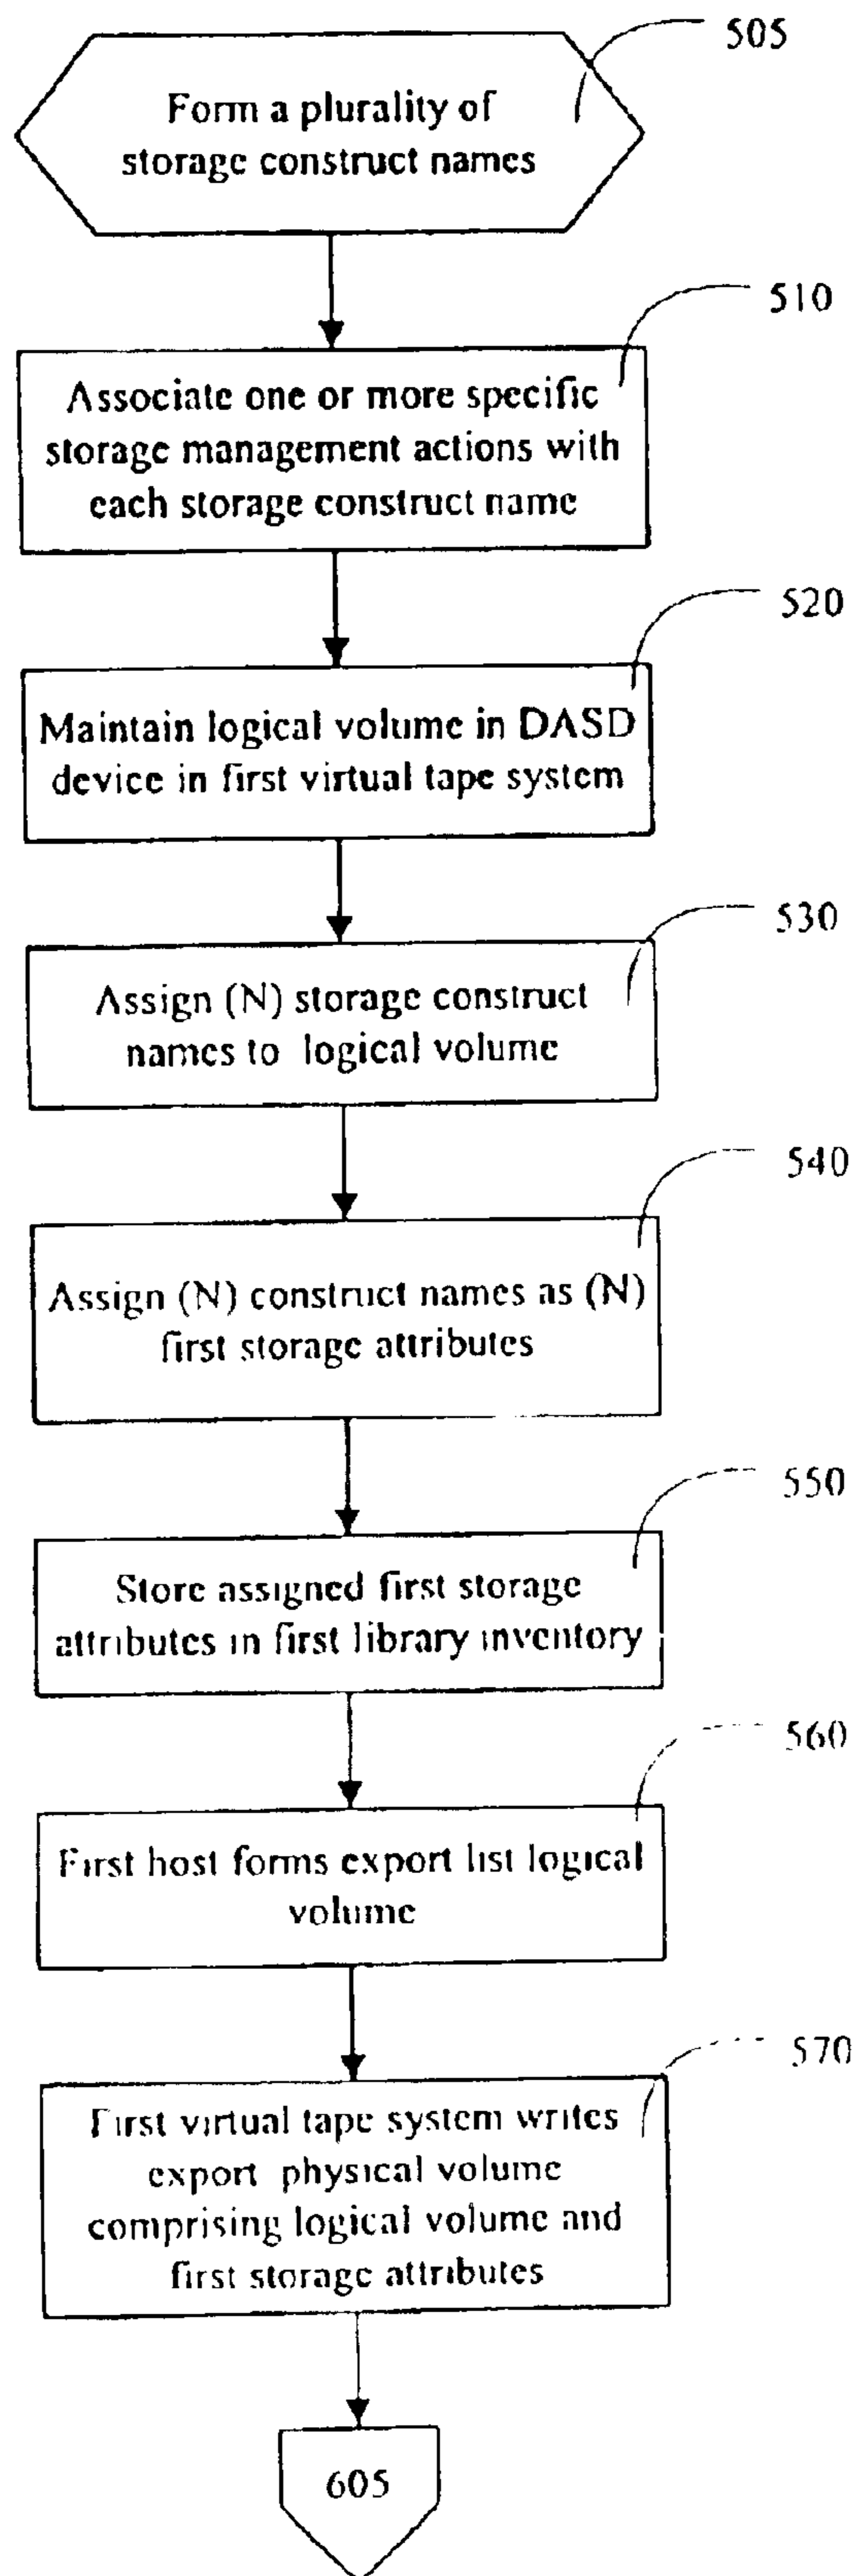 505
Form a plurality of
storage construct names
510
Associate one or more specific
storage management actions with
each storage construct name
520
Maintain logical volume in DASD
device in first virtual tape system
530
Assign (N) storage construct
names to logical volume
540
Assign (N) construct names as (N)
first storage attributes
550
Store assigned first storage
attributes in first library inventory
560
First host forms export list logical
volume
570
First virtual tape system writes
export physical volume
comprising logical volume and
first storage attributes
605